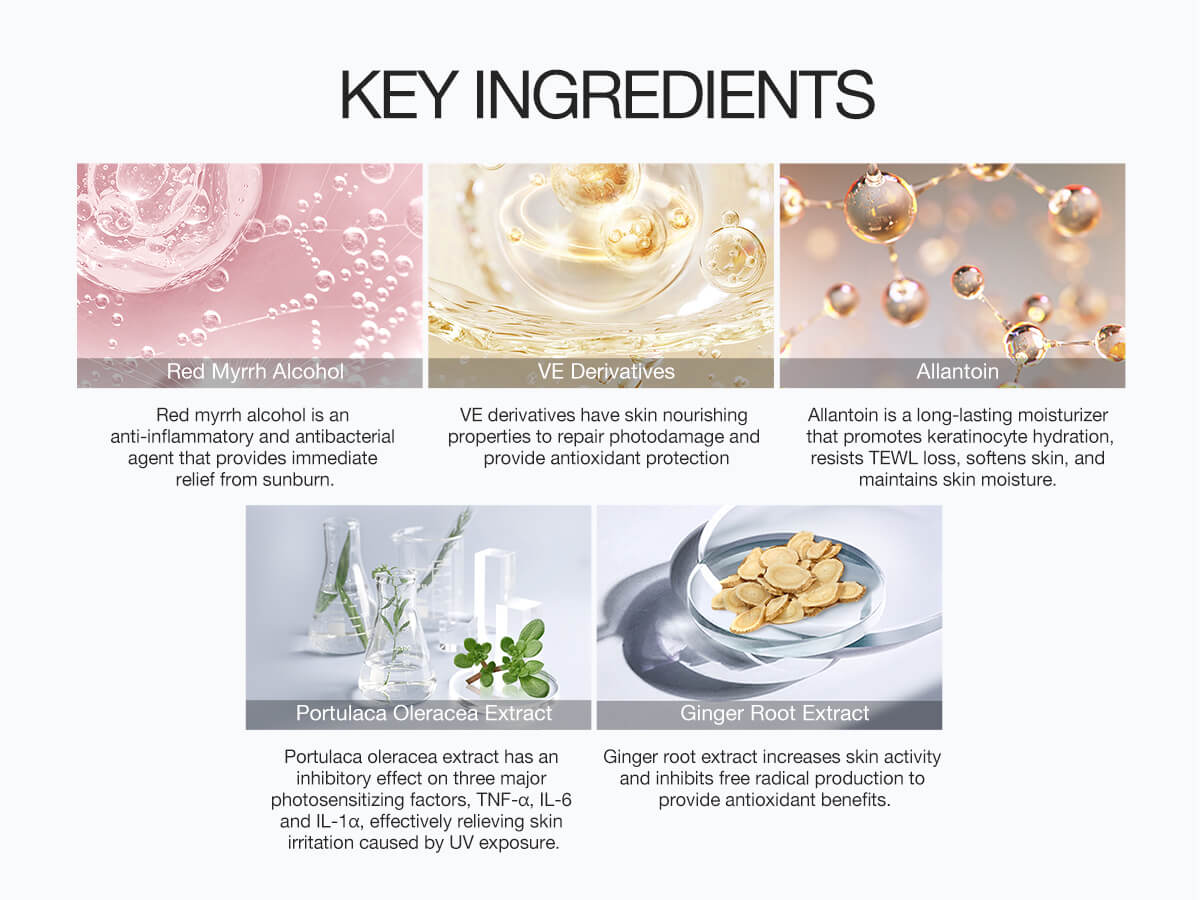 KEY INGREDIENTS
Red Myrrh Alcohol
Red myrrh alcohol is an
anti-inflammatory and antibacterial
agent that provides immediate
relief from sunburn.
VE Derivatives
VE derivatives have skin nourishing
properties to repair photodamage and
provide antioxidant protection
Allantoin
Allantoin is a long-lasting moisturizer
that promotes keratinocyte hydration,
resists TEWL loss, softens skin, and
maintains skin moisture.
Portulaca Oleracea Extract
Portulaca oleracea extract has an
inhibitory effect on three major
photosensitizing factors, TNF-α, IL-6
and IL-1α, effectively relieving skin
irritation caused by UV exposure.
Ginger Root Extract
Ginger root extract increases skin activity
and inhibits free radical production to
provide antioxidant benefits.